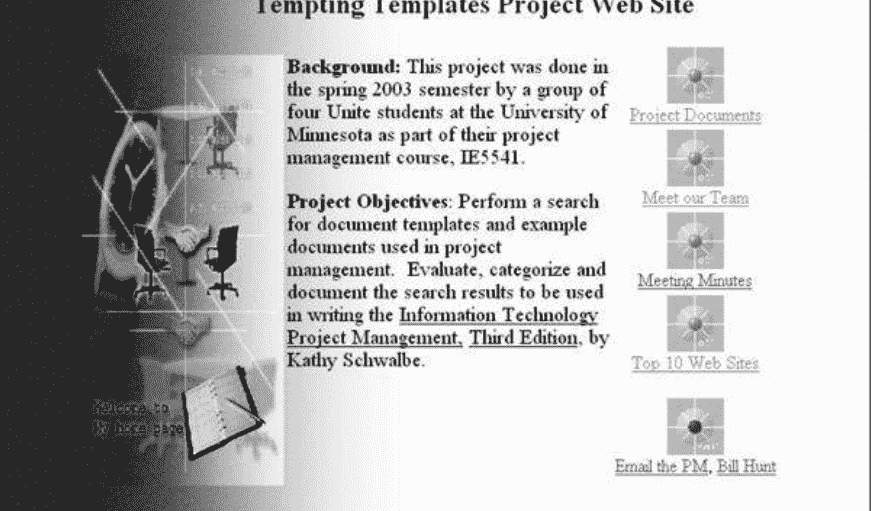 Tempting Templates Project Web Site
Background: This project was done in
the spring 2003 semester by a group of
four Unite students at the University of
Minnesota as part of their project
management course, IE5541.
Project Objectives: Perform a search
for document templates and example
documents used in project
management. Evaluate, categorize and
document the search results to be used
in writing the Information Technology
Project Management, Third Edition, by
Kathy Schwalbe.
Project Documents
Meet our Team
Meeting Minutes
Top 10 Web Sites
Email the PM, Bill Hunt
Welcome to
My home page